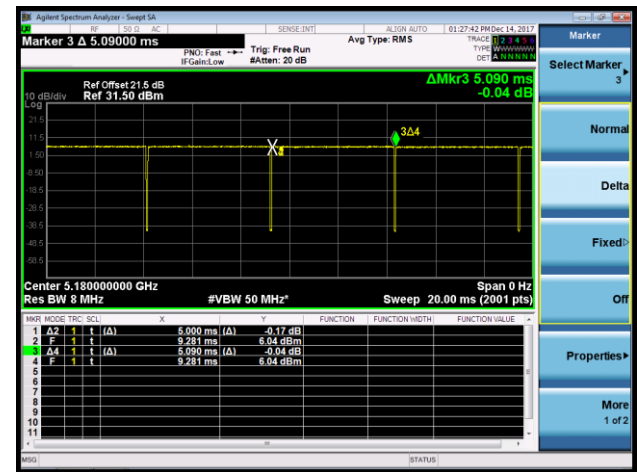 Agilent Spectrum Analyzer - Swept SA
RF 50 Ω AC SENSE:INT ALIGN AUTO 01:27:42 PM Dec 14, 2017
Marker 3 Δ 5.09000 ms
PNO: Fast
IFGain:Low
Trig: Free Run
#Atten: 20 dB
Avg Type: RMS
TRACE 1 2 3 4 5 6
TYPE WWWWWW
DET A N N N N N
Ref Offset 21.5 dB
10 dB/div Ref 31.50 dBm
Log
ΔMkr3 5.090 ms
-0.04 dB
21.5
11.5
1.50
-8.50
-18.5
-28.5
-38.5
-48.5
-58.5
3Δ4
Center 5.180000000 GHz Span 0 Hz
Res BW 8 MHz #VBW 50 MHz* Sweep 20.00 ms (2001 pts)
MKR MODE TRC SCL X Y FUNCTION FUNCTION WIDTH FUNCTION VALUE
1 Δ2 1 t (Δ) 5.000 ms (Δ) -0.17 dB
2 F 1 t 9.281 ms 6.04 dBm
3 Δ4 1 t (Δ) 5.090 ms (Δ) -0.04 dB
4 F 1 t 9.281 ms 6.04 dBm
5
6
7
8
9
10
11
MSG STATUS
Marker
Select Marker
3
Normal
Delta
Fixed
Off
Properties
More
1 of 2